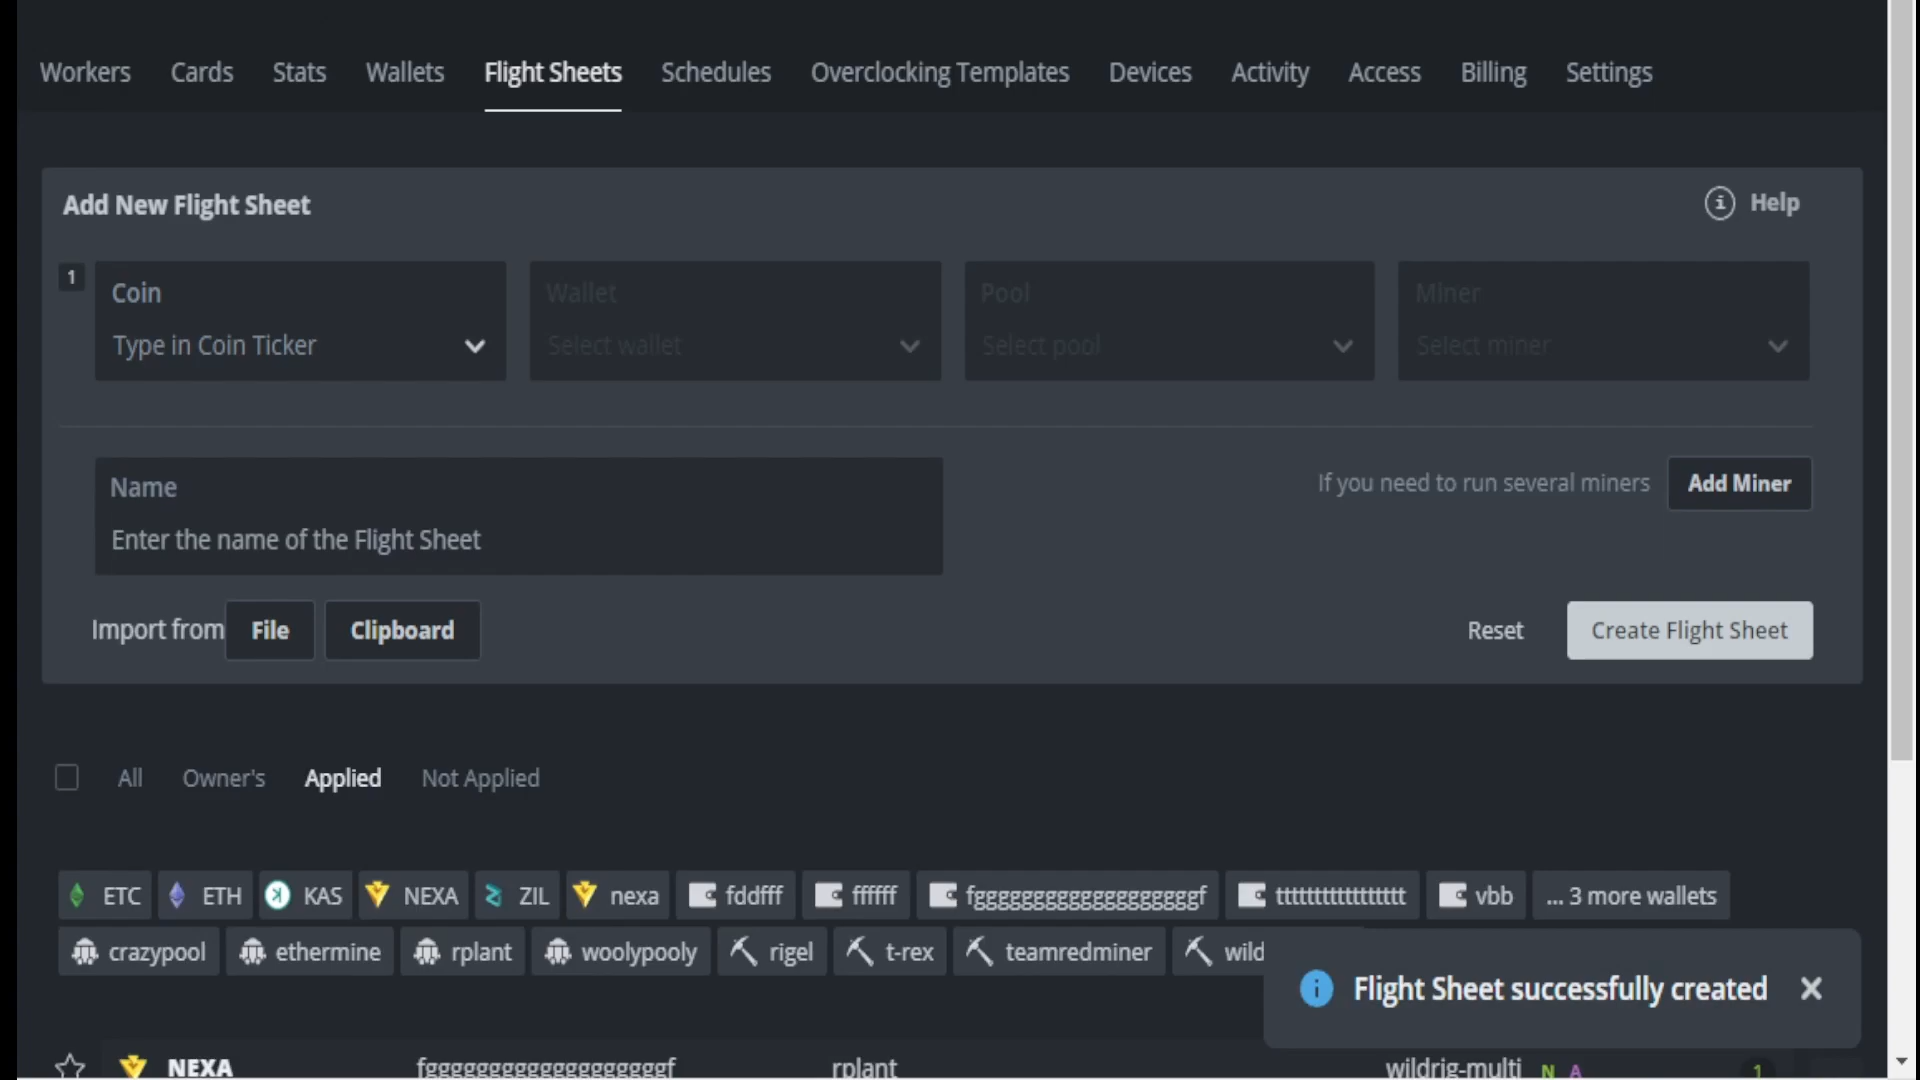 Workers Cards Stats Wallets Flight Sheets Schedules Overclocking Templates Devices Activity Access Billing Settings
Add New Flight Sheet
Help
1
Coin Wallet Pool Miner
Type in Coin Ticker Select wallet Select pool Select miner
Name
Enter the name of the Flight Sheet
If you need to run several miners Add Miner
Import from File Clipboard
Reset Create Flight Sheet
All Owner's Applied Not Applied
ETC ETH KAS NEXA ZIL nexa fddfff ffffff vbb ... 3 more wallets
crazypool ethermine rplant woolypooly rigel t-rex teamredminer wild
Flight Sheet successfully created
NEXA rplant wildrig-multi N A 1